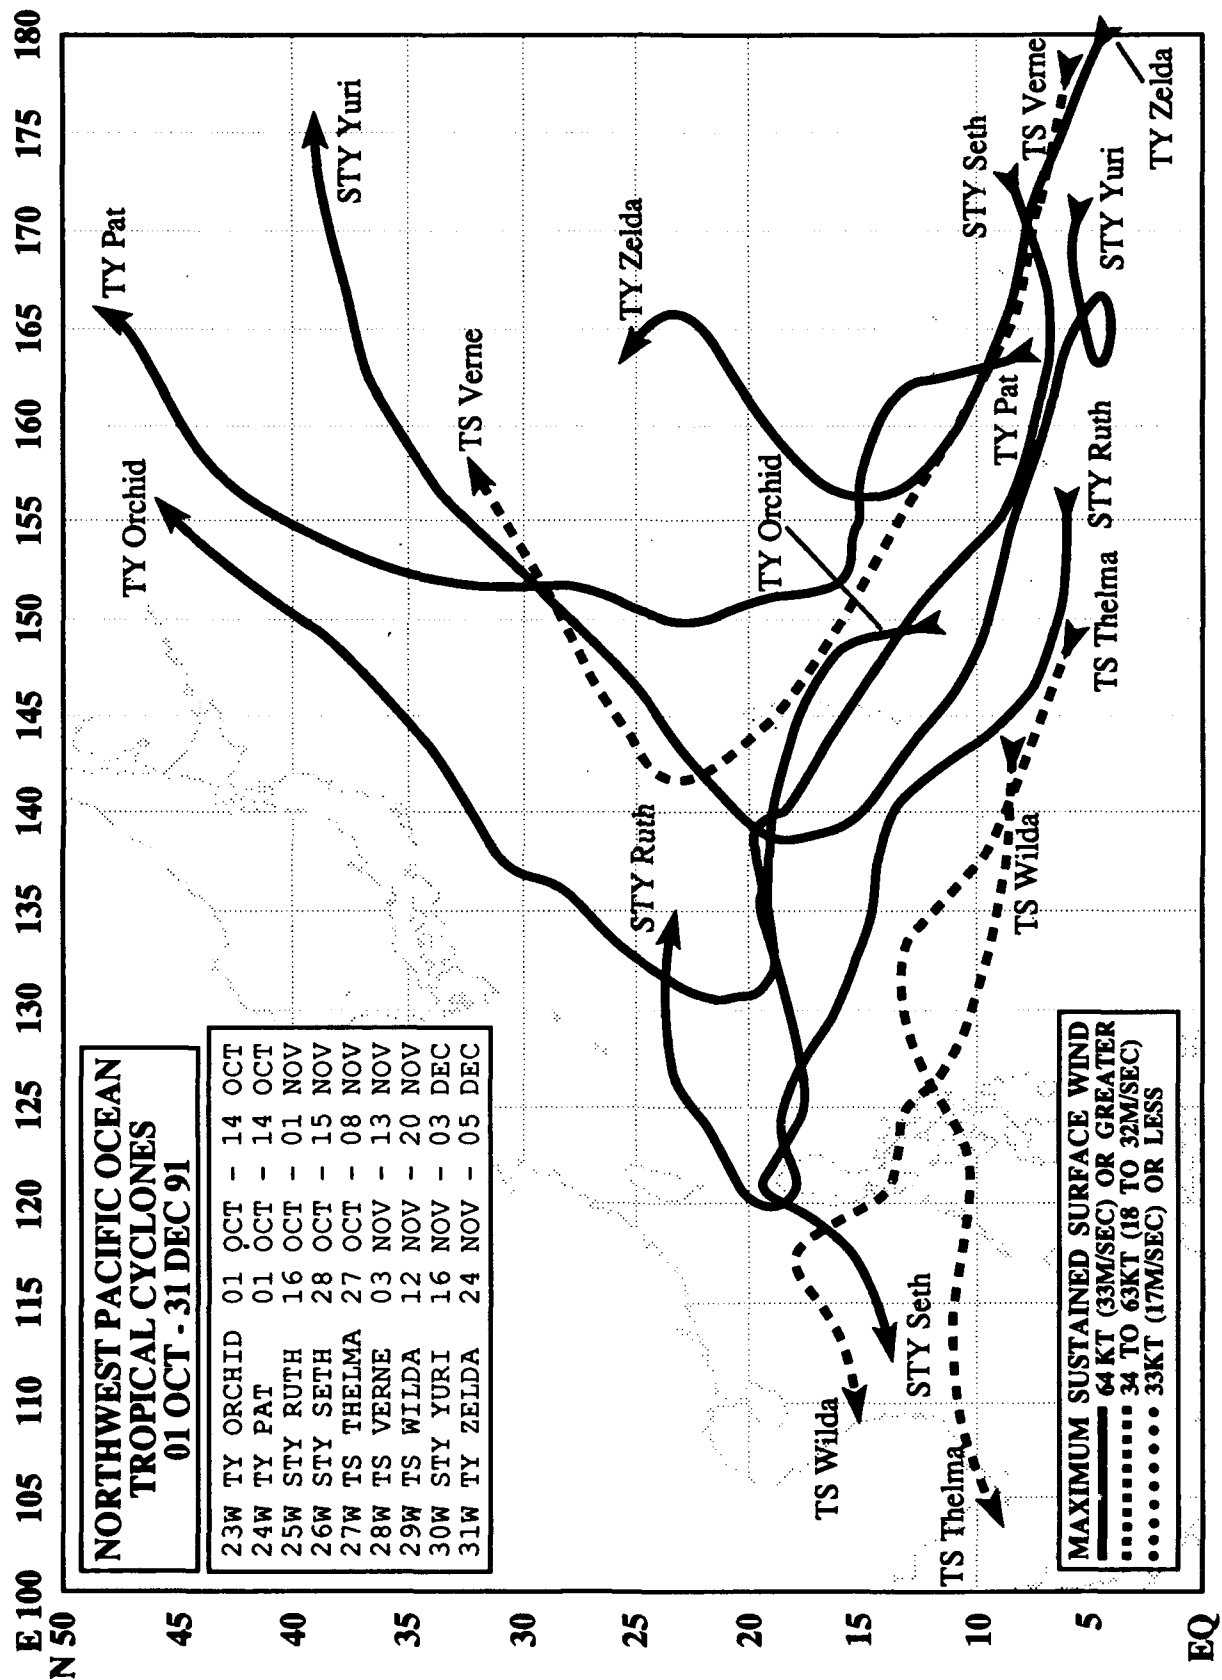 NORTHWEST PACIFIC OCEAN
TROPICAL CYCLONES
01 OCT - 31 DEC 91
23W TY ORCHID 01 OCT - 14 OCT
24W TY PAT 01 OCT - 14 OCT
25W STY RUTH 16 OCT - 01 NOV
26W STY SETH 28 OCT - 15 NOV
27W TS THELMA 27 OCT - 08 NOV
28W TS VERNE 03 NOV - 13 NOV
29W TS WILDA 12 NOV - 20 NOV
30W STY YURI 16 NOV - 03 DEC
31W TY ZELDA 24 NOV - 05 DEC
E 100
105
110
115
120
125
130
135
140
145
150
155
160
165
170
175
180
N 50
45
40
35
30
25
20
15
10
5
EQ
TY Orchid
TY Pat
STY Yuri
TS Verne
TY Zelda
STY Ruth
TY Orchid
TY Pat
STY Seth
TS Verne
TY Zelda
STY Yuri
STY Ruth
TS Thelma
TS Wilda
TS Wilda
STY Seth
TS Thelma
MAXIMUM SUSTAINED SURFACE WIND
64 KT (33M/SEC) OR GREATER
34 TO 63KT (18 TO 32M/SEC)
33KT (17M/SEC) OR LESS